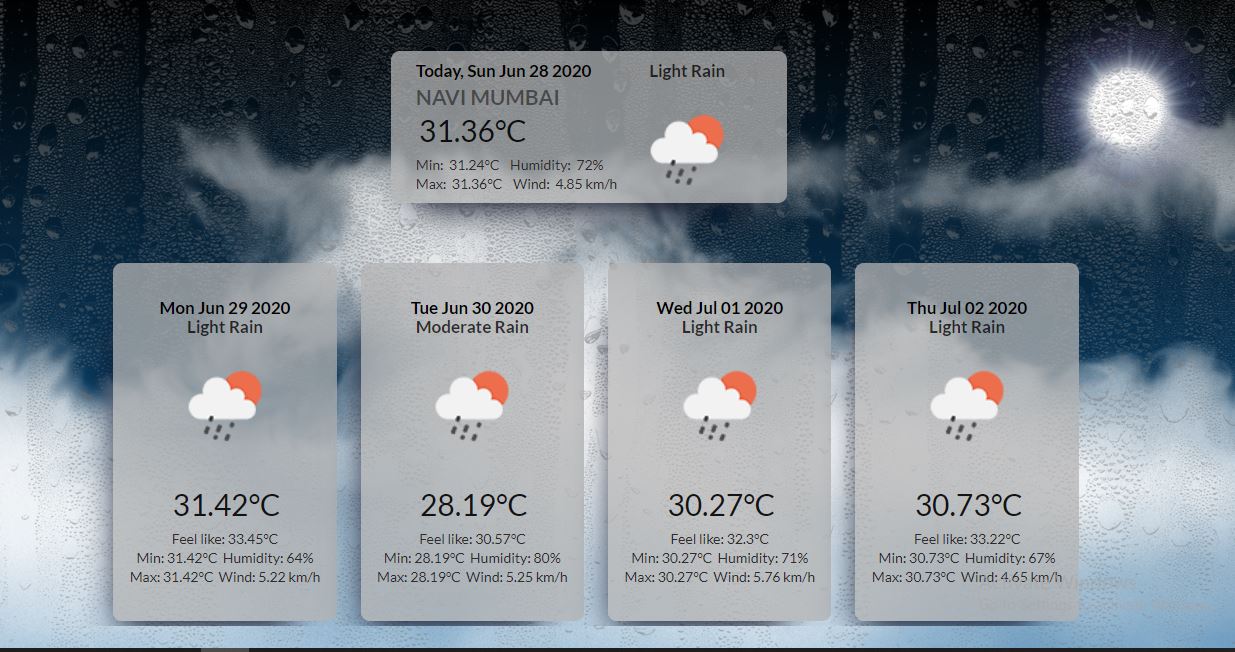 Today, Sun Jun 28 2020
Light Rain
NAVI MUMBAI
31.36°C
Min: 31.24°C Humidity: 72%
Max: 31.36°C Wind: 4.85 km/h
Mon Jun 29 2020
Light Rain
31.42°C
Feel like: 33.45°C
Min: 31.42°C Humidity: 64%
Max: 31.42°C Wind: 5.22 km/h
Tue Jun 30 2020
Moderate Rain
28.19°C
Feel like: 30.57°C
Min: 28.19°C Humidity: 80%
Max: 28.19°C Wind: 5.25 km/h
Wed Jul 01 2020
Light Rain
30.27°C
Feel like: 32.3°C
Min: 30.27°C Humidity: 71%
Max: 30.27°C Wind: 5.76 km/h
Thu Jul 02 2020
Light Rain
30.73°C
Feel like: 33.22°C
Min: 30.73°C Humidity: 67%
Max: 30.73°C Wind: 4.65 km/h
Windows
Go to Settings